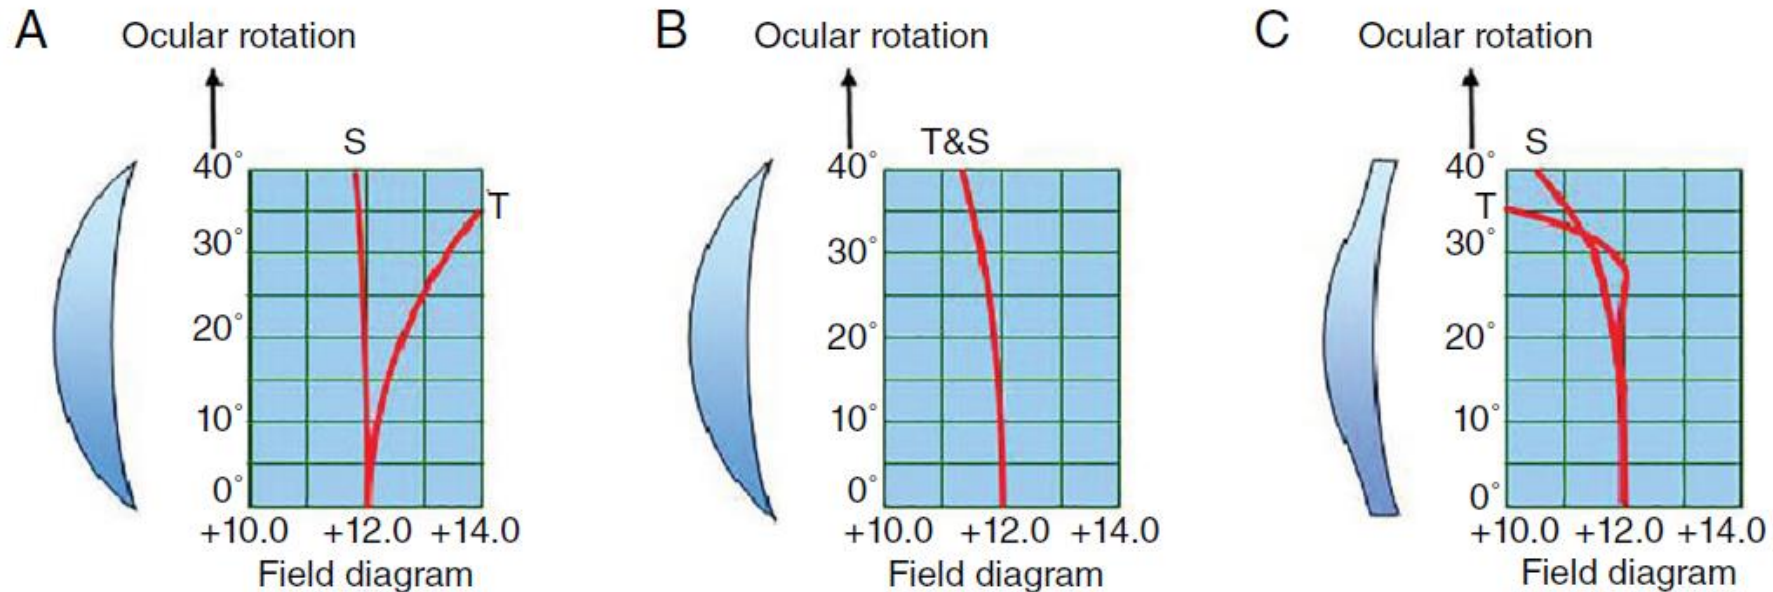 A Ocular rotation
S
40°
T
30°
20°
10°
0°
+10.0 +12.0 +14.0
Field diagram
B Ocular rotation
T&S
40°
30°
20°
10°
0°
+10.0 +12.0 +14.0
Field diagram
C Ocular rotation
S
40°
T
30°
20°
10°
0°
+10.0 +12.0 +14.0
Field diagram